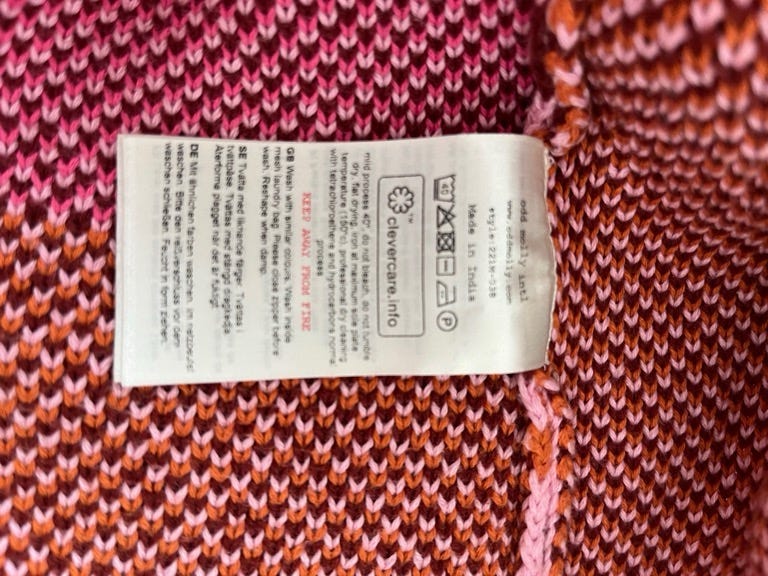 odd molly intl
www.oddmolly.com
style:221M-038
Made in India
40 P
clevercare.info™
mild process 40°, do not bleach, do not tumble
dry, flat drying, iron at maximum sole plate
temperature (150°c), professional dry cleaning
with tetrachloroethene and hydrocarbons normal
process
KEEP AWAY FROM FIRE
GB Wash with similar colours. Wash inside
mesh laundry bag. Please close zipper before
wash. Reshape when damp.
SE Tvätta med liknande färger. Tvättas i
tvättpåse. Tvättas med stängd dragkedja.
Återforma plagget när det är fuktigt.
DE Mit ähnlichen farben waschen. Im netzbeutel
waschen. Bitte den reißverschluss vor dem
waschen schließen. Feucht in form ziehen.